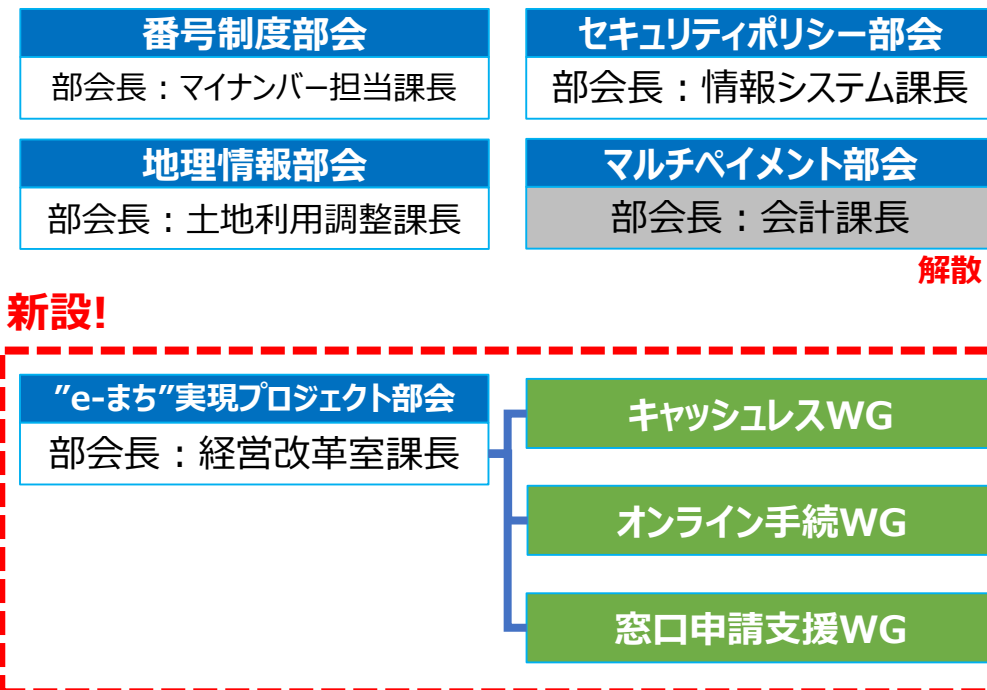 番号制度部会
部会長：マイナンバー担当課長
セキュリティポリシー部会
部会長：情報システム課長
地理情報部会
部会長：土地利用調整課長
マルチペイメント部会
部会長：会計課長
解散
新設!
”e-まち”実現プロジェクト部会
部会長：経営改革室課長
キャッシュレスWG
オンライン手続WG
窓口申請支援WG